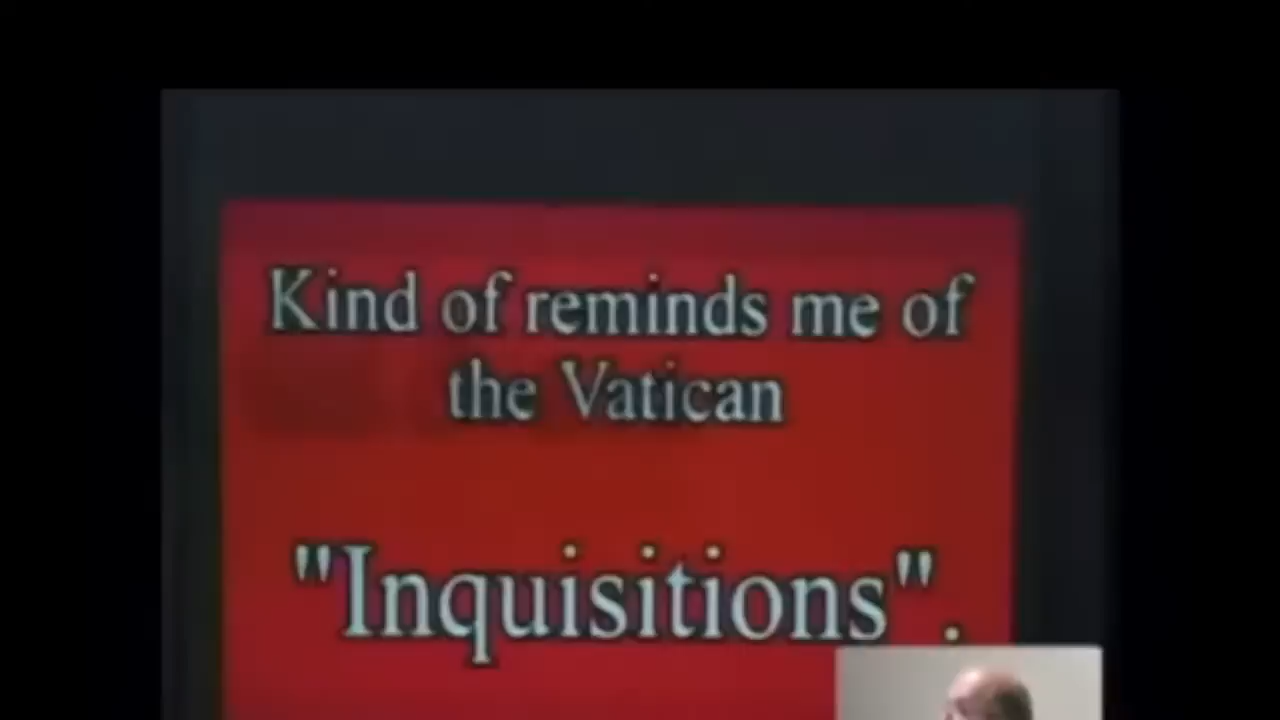 Kind of reminds me of
the Vatican
"Inquisitions".